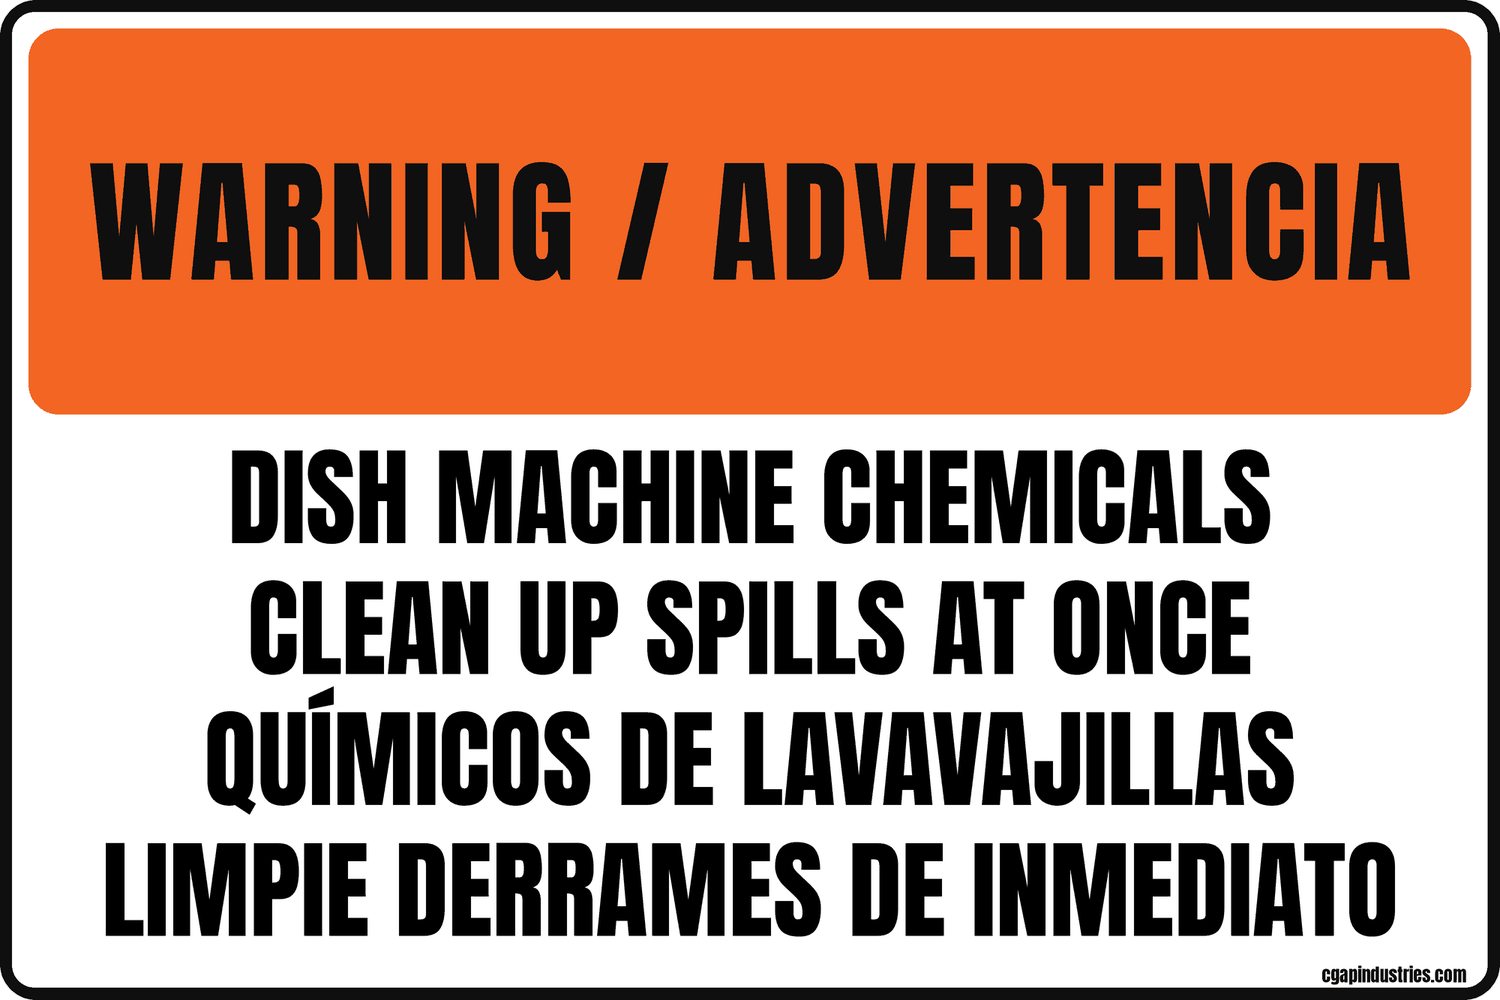 WARNING / ADVERTENCIA
DISH MACHINE CHEMICALS
CLEAN UP SPILLS AT ONCE
QUÍMICOS DE LAVAVAJILLAS
LIMPIE DERRAMES DE INMEDIATO
cgapindustries.com